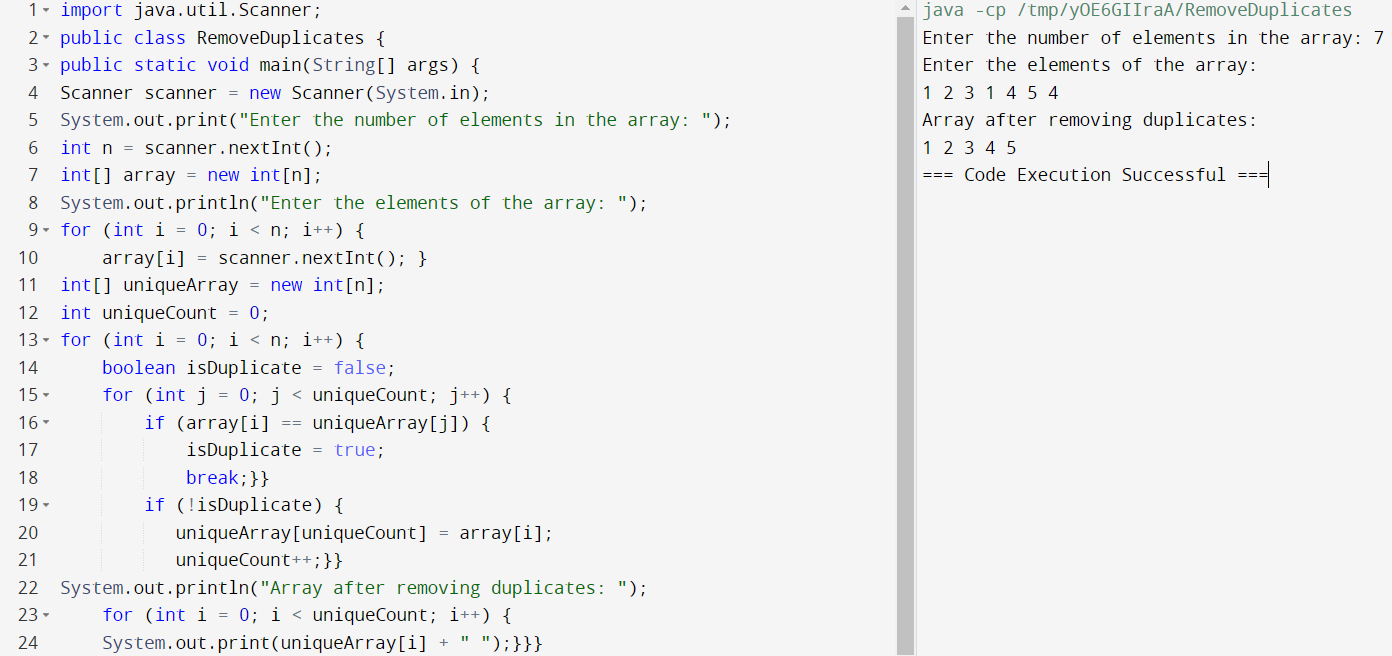 1 import java.util.Scanner;
2 public class RemoveDuplicates {
3 public static void main(String[] args) {
4 Scanner scanner = new Scanner(System.in);
5 System.out.print("Enter the number of elements in the array: ");
6 int n = scanner.nextInt();
7 int[] array = new int[n];
8 System.out.println("Enter the elements of the array: ");
9 for (int i = 0; i < n; i++) {
10     array[i] = scanner.nextInt(); }
11 int[] uniqueArray = new int[n];
12 int uniqueCount = 0;
13 for (int i = 0; i < n; i++) {
14     boolean isDuplicate = false;
15     for (int j = 0; j < uniqueCount; j++) {
16         if (array[i] == uniqueArray[j]) {
17             isDuplicate = true;
18             break;}}
19         if (!isDuplicate) {
20            uniqueArray[uniqueCount] = array[i];
21            uniqueCount++;}}
22 System.out.println("Array after removing duplicates: ");
23     for (int i = 0; i < uniqueCount; i++) {
24     System.out.print(uniqueArray[i] + " ");}}}
java -cp /tmp/yOE6GIIraA/RemoveDuplicates
Enter the number of elements in the array: 7
Enter the elements of the array:
1 2 3 1 4 5 4
Array after removing duplicates:
1 2 3 4 5
=== Code Execution Successful ===